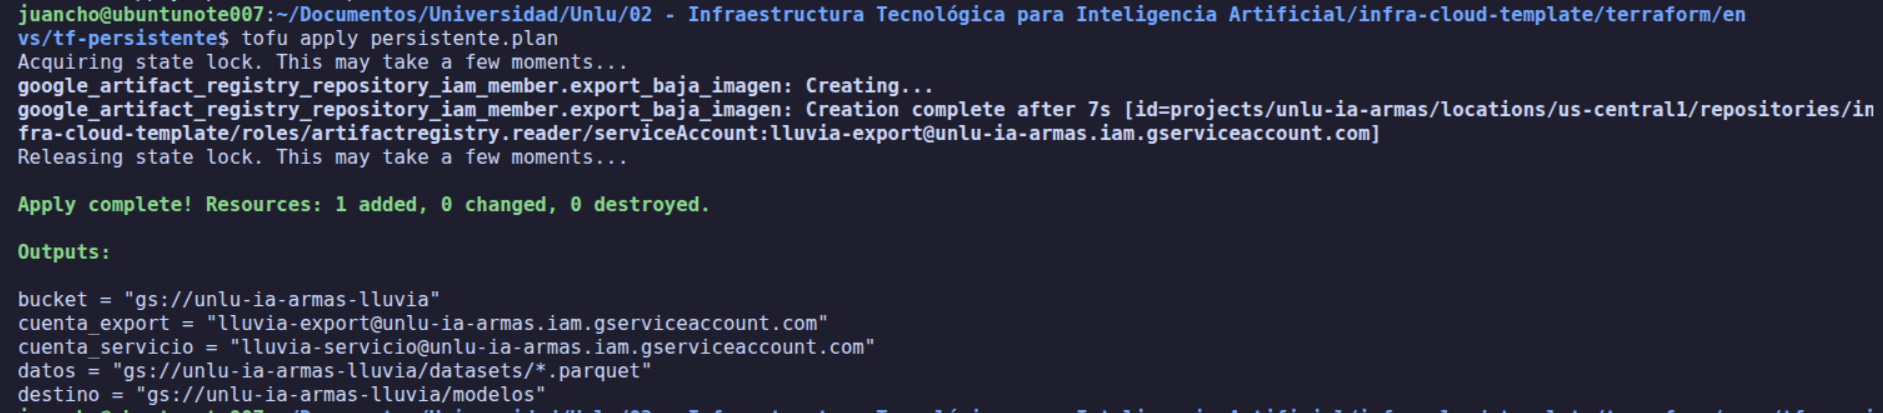 juancho@ubuntunote007:~/Documentos/Universidad/Unlu/02 - Infraestructura Tecnológica para Inteligencia Artificial/infra-cloud-template/terraform/en
vs/tf-persistente$ tofu apply persistente.plan
Acquiring state lock. This may take a few moments...
google_artifact_registry_repository_iam_member.export_baja_imagen: Creating...
google_artifact_registry_repository_iam_member.export_baja_imagen: Creation complete after 7s [id=projects/unlu-ia-armas/locations/us-central1/repositories/in
fra-cloud-template/roles/artifactregistry.reader/serviceAccount:lluvia-export@unlu-ia-armas.iam.gserviceaccount.com]
Releasing state lock. This may take a few moments...
Apply complete! Resources: 1 added, 0 changed, 0 destroyed.
Outputs:
bucket = "gs://unlu-ia-armas-lluvia"
cuenta_export = "lluvia-export@unlu-ia-armas.iam.gserviceaccount.com"
cuenta_servicio = "lluvia-servicio@unlu-ia-armas.iam.gserviceaccount.com"
datos = "gs://unlu-ia-armas-lluvia/datasets/*.parquet"
destino = "gs://unlu-ia-armas-lluvia/modelos"